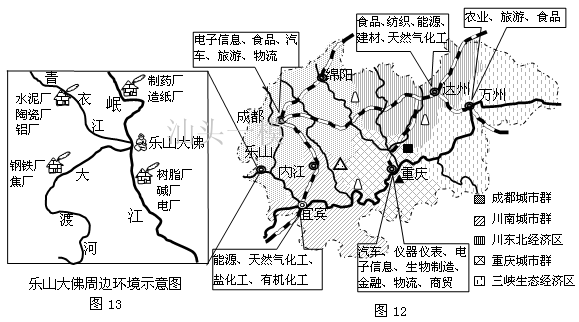 电子信息、食品、汽
车、旅游、物流
食品、纺织、能源、
建材、天然气化工
农业、旅游、食品
绵阳
达州
万州
成都
乐山
内江
重庆
宜宾
能源、天然气化工、
盐化工、有机化工
汽车、仪器仪表、电
子信息、生物制造、
金融、物流、商贸
成都城市群
川南城市群
川东北经济区
重庆城市群
三峡生态经济区
图 12
青
衣
江
岷
江
大
渡
河
水泥厂
陶瓷厂
铝厂
制药厂
造纸厂
乐山大佛
钢铁厂
焦厂
树脂厂
碱厂
电厂
乐山大佛周边环境示意图
图 13